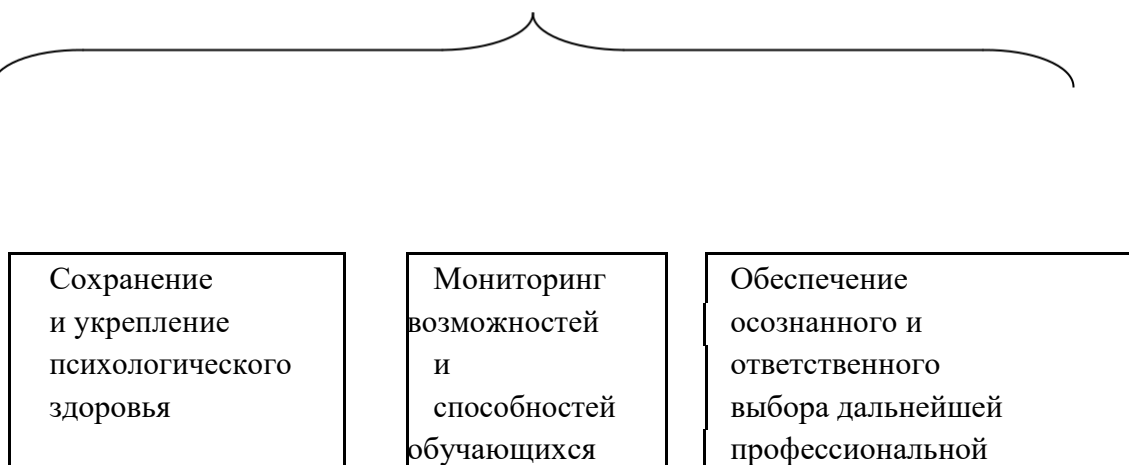 Сохранение
и укрепление
психологического
здоровья
Мониторинг
возможностей
и
способностей
обучающихся
Обеспечение
осознанного и
ответственного
выбора дальнейшей
профессиональной